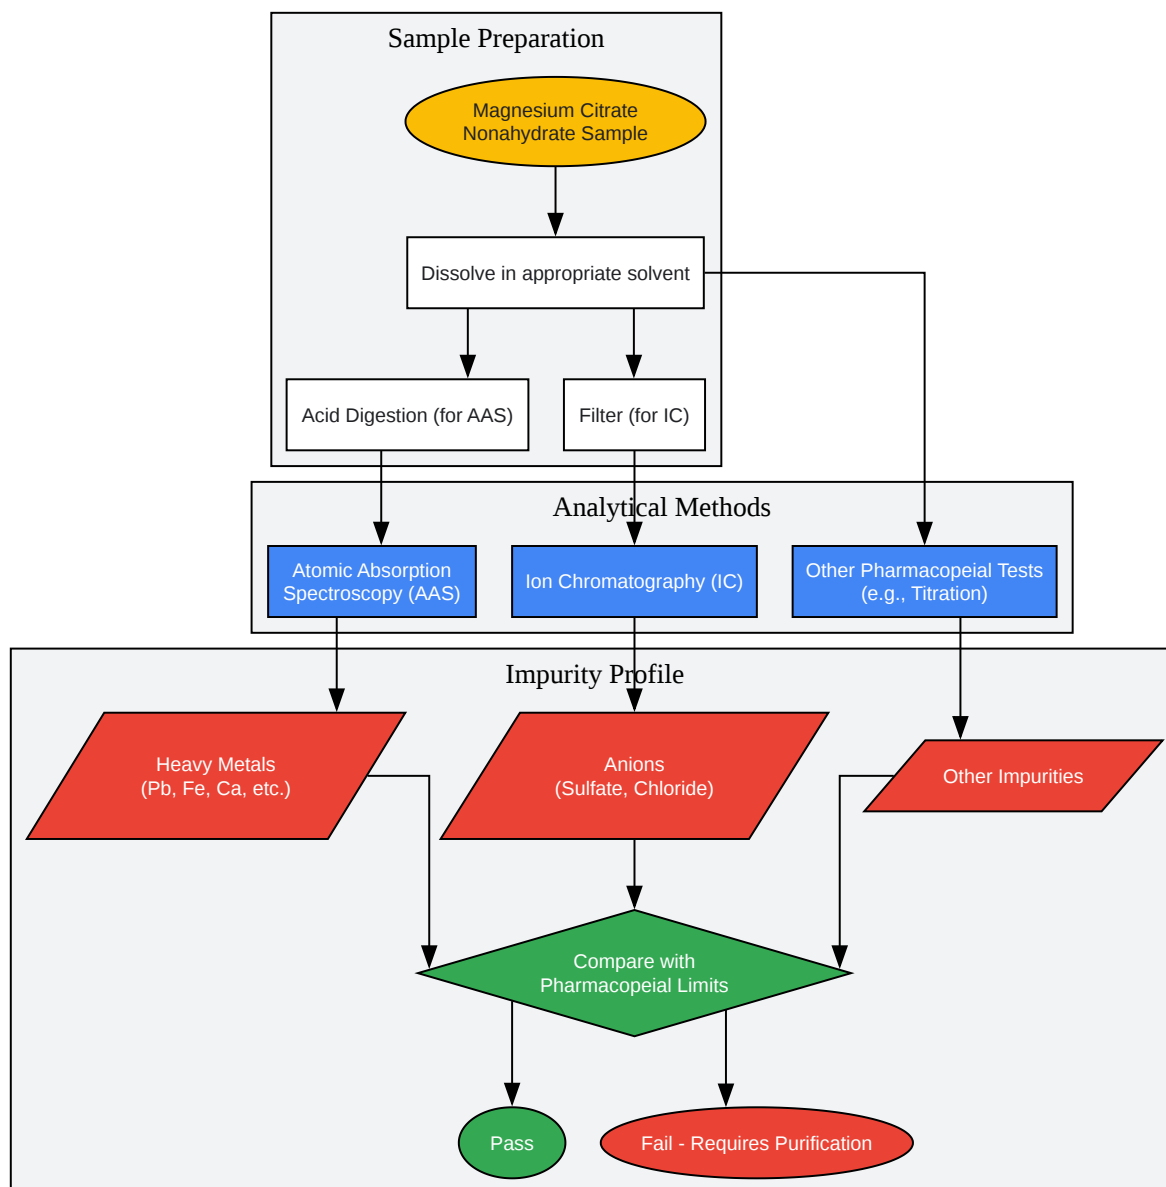 Sample Preparation
Magnesium Citrate
Nonahydrate Sample
Dissolve in appropriate solvent
Acid Digestion (for AAS)
Filter (for IC)
Analytical Methods
Atomic Absorption
Spectroscopy (AAS)
Ion Chromatography (IC)
Other Pharmacopeial Tests
(e.g., Titration)
Impurity Profile
Heavy Metals
(Pb, Fe, Ca, etc.)
Anions
(Sulfate, Chloride)
Other Impurities
Compare with
Pharmacopeial Limits
Pass
Fail - Requires Purification